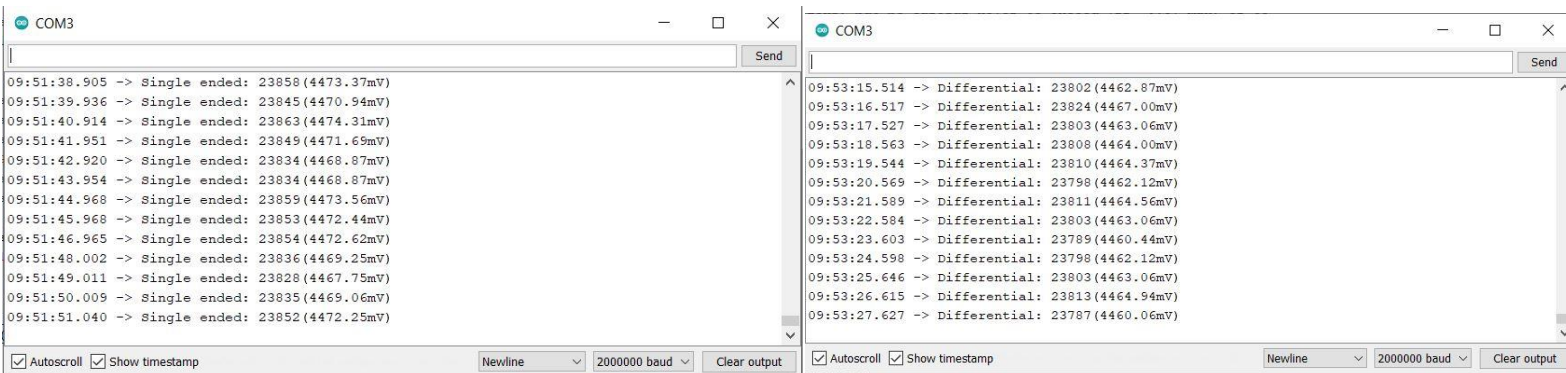 COM3
Send
09:51:38.905 -> Single ended: 23858(4473.37mV)
09:51:39.936 -> Single ended: 23845(4470.94mV)
09:51:40.914 -> Single ended: 23863(4474.31mV)
09:51:41.951 -> Single ended: 23849(4471.69mV)
09:51:42.920 -> Single ended: 23834(4468.87mV)
09:51:43.954 -> Single ended: 23834(4468.87mV)
09:51:44.968 -> Single ended: 23859(4473.56mV)
09:51:45.968 -> Single ended: 23853(4472.44mV)
09:51:46.965 -> Single ended: 23854(4472.62mV)
09:51:48.002 -> Single ended: 23836(4469.25mV)
09:51:49.011 -> Single ended: 23828(4467.75mV)
09:51:50.009 -> Single ended: 23835(4469.06mV)
09:51:51.040 -> Single ended: 23852(4472.25mV)
Autoscroll Show timestamp Newline 2000000 baud Clear output
COM3
Send
09:53:15.514 -> Differential: 23802(4462.87mV)
09:53:16.517 -> Differential: 23824(4467.00mV)
09:53:17.527 -> Differential: 23803(4463.06mV)
09:53:18.563 -> Differential: 23808(4464.00mV)
09:53:19.544 -> Differential: 23810(4464.37mV)
09:53:20.569 -> Differential: 23798(4462.12mV)
09:53:21.589 -> Differential: 23811(4464.56mV)
09:53:22.584 -> Differential: 23803(4463.06mV)
09:53:23.603 -> Differential: 23789(4460.44mV)
09:53:24.598 -> Differential: 23798(4462.12mV)
09:53:25.646 -> Differential: 23803(4463.06mV)
09:53:26.615 -> Differential: 23813(4464.94mV)
09:53:27.627 -> Differential: 23787(4460.06mV)
Autoscroll Show timestamp Newline 2000000 baud Clear output